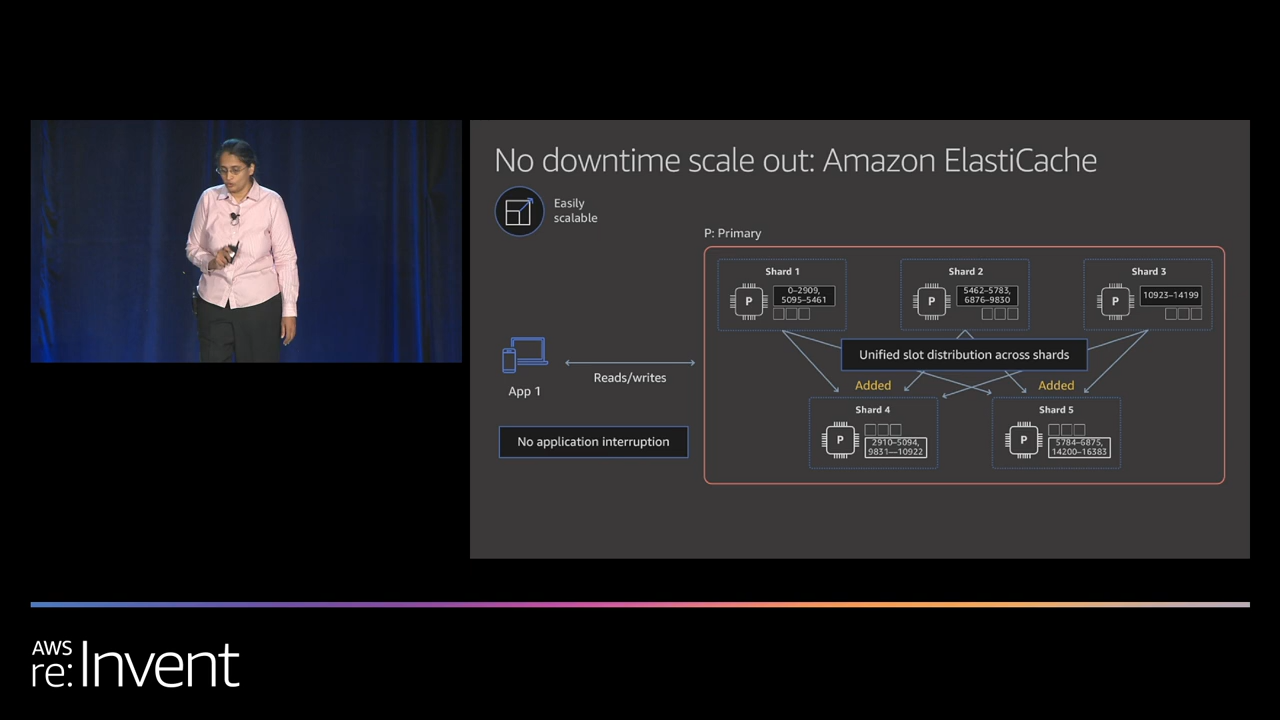 No downtime scale out: Amazon ElastiCache
Easily
scalable
P: Primary
Shard 1
P
0–2909,
5095–5461
Shard 2
P
5462–5783,
6876–9830
Shard 3
P
10923–14199
Unified slot distribution across shards
App 1
Reads/writes
No application interruption
Added
Added
Shard 4
P
2910–5094,
9831—10922
Shard 5
P
5784–6875,
14200–16383
AWS
re:Invent